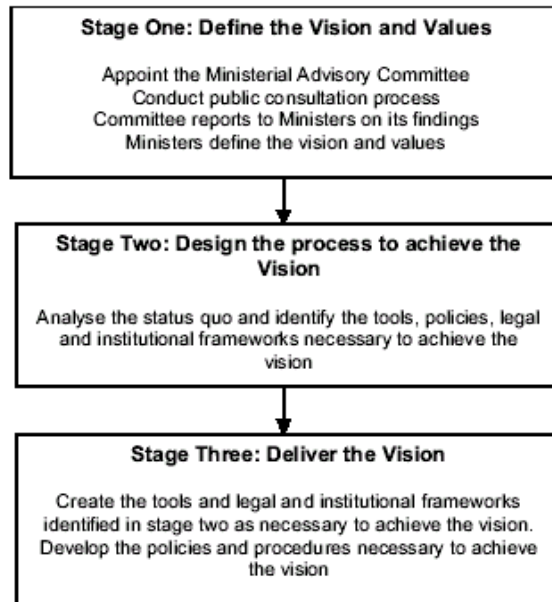 Stage One: Define the Vision and Values
Appoint the Ministerial Advisory Committee
Conduct public consultation process
Committee reports to Ministers on its findings
Ministers define the vision and values
Stage Two: Design the process to achieve the
Vision
Analyse the status quo and identify the tools, policies, legal
and institutional frameworks necessary to achieve the
vision
Stage Three: Deliver the Vision
Create the tools and legal and institutional frameworks
identified in stage two as necessary to achieve the vision.
Develop the policies and procedures necessary to achieve
the vision